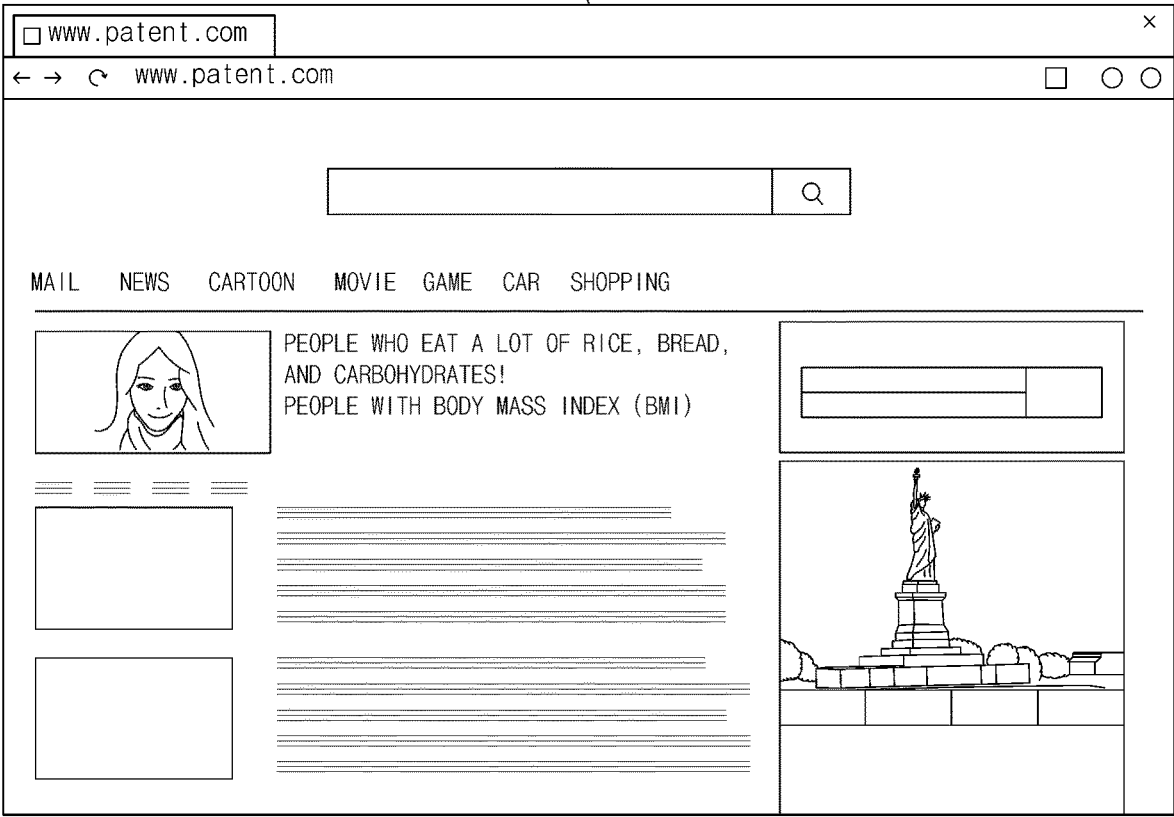 www.patent.com
www.patent.com
MAIL NEWS CARTOON MOVIE GAME CAR SHOPPING
PEOPLE WHO EAT A LOT OF RICE, BREAD,
AND CARBOHYDRATES!
PEOPLE WITH BODY MASS INDEX (BMI)